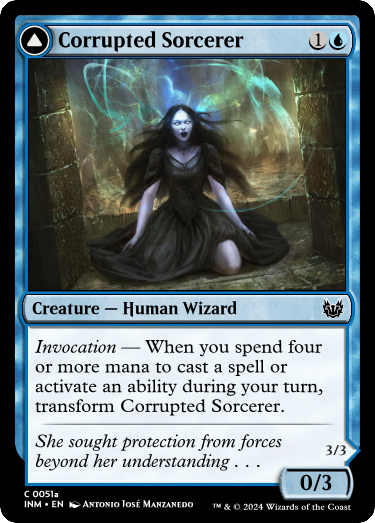 Corrupted Sorcerer 1
Creature — Human Wizard
Invocation — When you spend four
or more mana to cast a spell or
activate an ability during your turn,
transform Corrupted Sorcerer.
She sought protection from forces
beyond her understanding . . .
3/3
0/3
C 0051a
INM • EN Antonio José Manzanedo
™ & © 2024 Wizards of the Coast